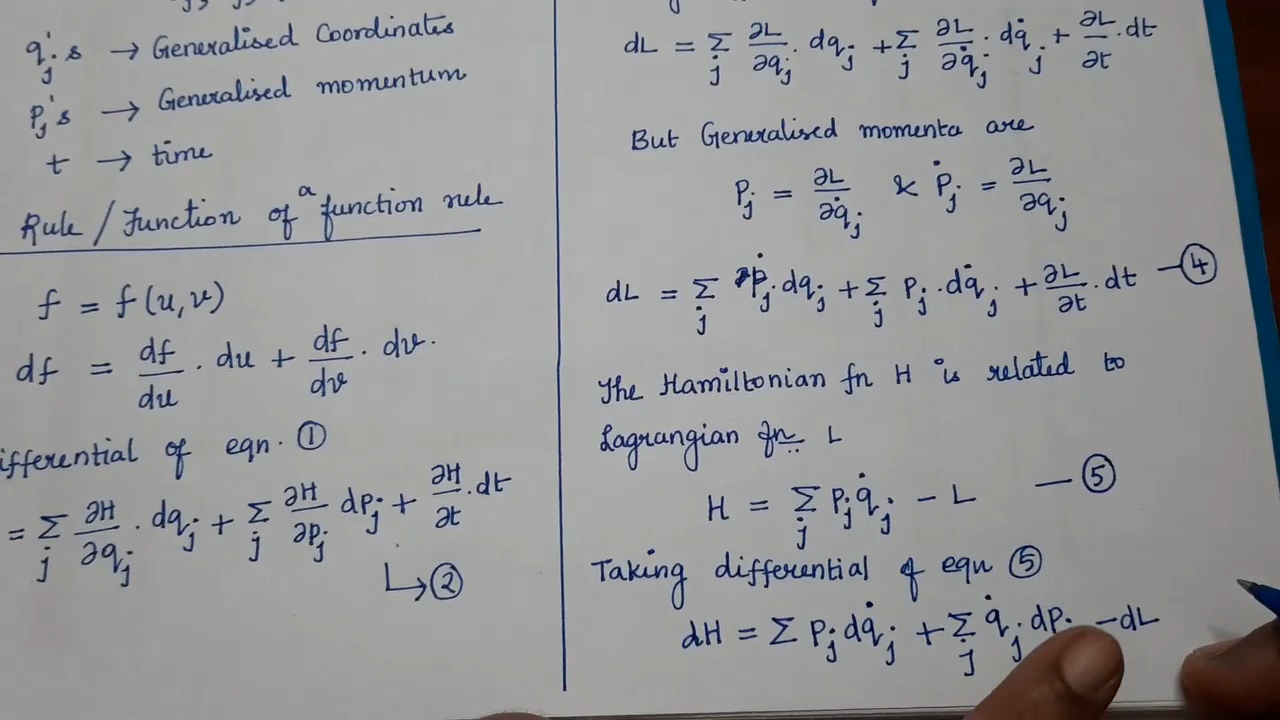 q'j s → Generalised Coordinates
p'j s → Generalised momentum
t → time
Rule / Function of a function rule
f = f(u,v)
df = df/du . du + df/dv . dv.
ifferential of eqn. ①
= Σj ∂H/∂qj . dqj + Σj ∂H/∂pj dpj + ∂H/∂t . dt
↳ ②
dL = Σj ∂L/∂qj . dqj + Σj ∂L/∂q̇j . dq̇j + ∂L/∂t . dt
But Generalised momenta are
Pj = ∂L/∂q̇j & Ṗj = ∂L/∂qj
dL = Σj ṗj . dqj + Σj Pj . dq̇j + ∂L/∂t . dt — ④
The Hamiltonian fn H is related to
Lagrangian fn L
H = Σj Pj q̇j - L — ⑤
Taking differential of eqn ⑤
dH = Σ Pj dq̇j + Σj q̇j dpj - dL